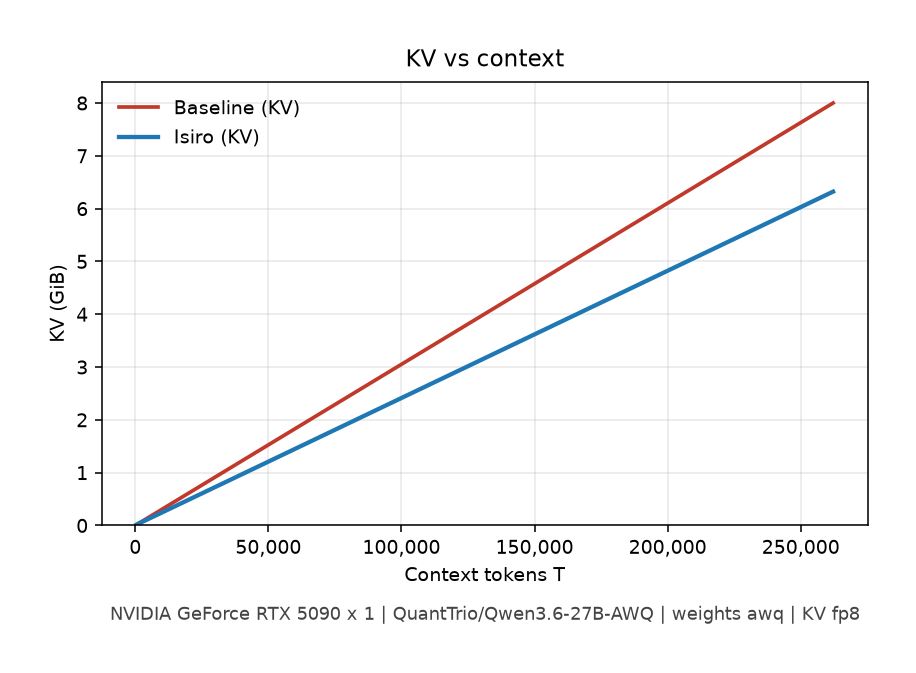 KV vs context
Baseline (KV)
Isiro (KV)
8
7
6
5
4
3
2
1
0
KV (GiB)
0 50,000 100,000 150,000 200,000 250,000
Context tokens T
NVIDIA GeForce RTX 5090 x 1 | QuantTrio/Qwen3.6-27B-AWQ | weights awq | KV fp8